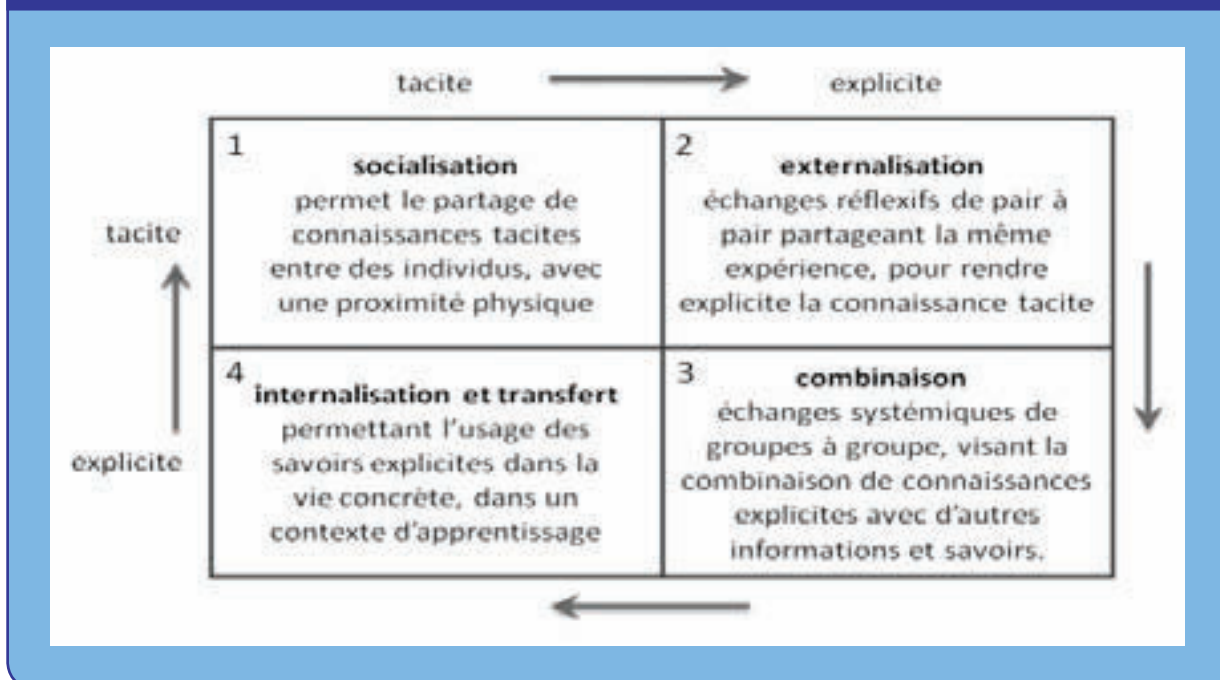 tacite
explicite
1
socialisation
permet le partage de
connaissances tacites
entre des individus, avec
une proximité physique
2
externalisation
échanges réflexifs de pair à
pair partageant la même
expérience, pour rendre
explicite la connaissance tacite
tacite
explicite
4
internalisation et transfert
permettant l'usage des
savoirs explicites dans la
vie concrète, dans un
contexte d'apprentissage
3
combinaison
échanges systémiques de
groupes à groupe, visant la
combinaison de connaissances
explicites avec d'autres
informations et savoirs.